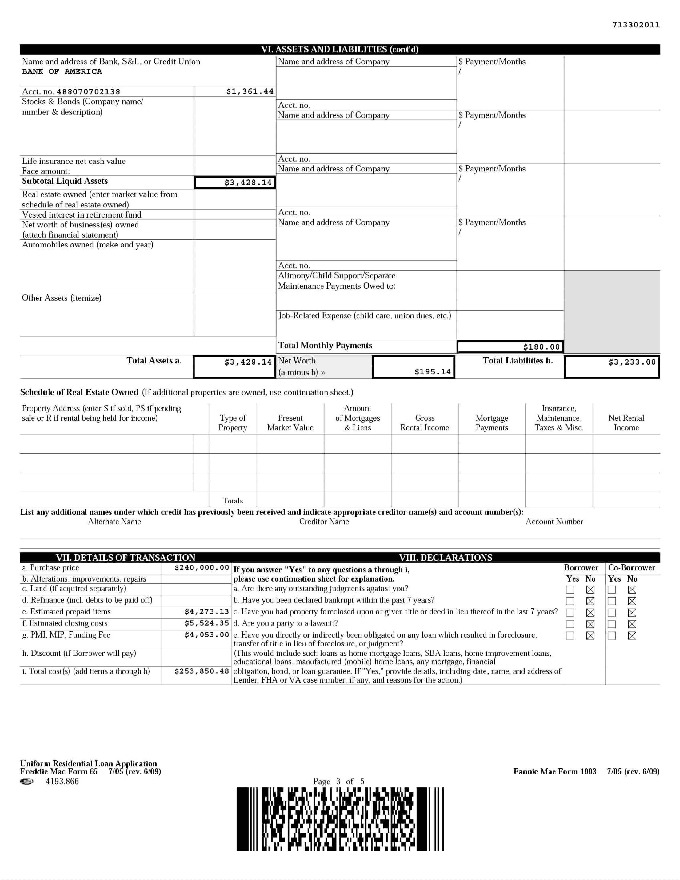 713302011
VI. ASSETS AND LIABILITIES (cont'd)
Name and address of Bank, S&L, or Credit Union
BANK OF AMERICA
Name and address of Company
$ Payment/Months
/
Acct. no. 488070702138
$1,361.44
Stocks & Bonds (Company name/
number & description)
Acct. no.
Name and address of Company
$ Payment/Months
/
Life insurance net cash value
Face amount:
Acct. no.
Name and address of Company
$ Payment/Months
/
Subtotal Liquid Assets
$3,428.14
Real estate owned (enter market value from
schedule of real estate owned)
Vested interest in retirement fund
Acct. no.
Net worth of business(es) owned
(attach financial statement)
Name and address of Company
$ Payment/Months
/
Automobiles owned (make and year)
Acct. no.
Alimony/Child Support/Separate
Maintenance Payments Owed to:
Other Assets (itemize)
Job-Related Expense (child care, union dues, etc.)
Total Monthly Payments
$180.00
Total Assets a.
$3,428.14
Net Worth
(a minus b) »
$195.14
Total Liabilities b.
$3,233.00
Schedule of Real Estate Owned (If additional properties are owned, use continuation sheet.)
Property Address (enter S if sold, PS if pending
sale or R if rental being held for income)
Type of
Property
Present
Market Value
Amount
of Mortgages
& Liens
Gross
Rental Income
Mortgage
Payments
Insurance,
Maintenance,
Taxes & Misc.
Net Rental
Income
Totals
List any additional names under which credit has previously been received and indicate appropriate creditor name(s) and account number(s):
Alternate Name
Creditor Name
Account Number
VII. DETAILS OF TRANSACTION
VIII. DECLARATIONS
a. Purchase price
$240,000.00
If you answer "Yes" to any questions a through i,
Borrower
Co-Borrower
b. Alterations, improvements, repairs
please use continuation sheet for explanation.
Yes No
Yes No
c. Land (if acquired separately)
a. Are there any outstanding judgments against you?
d. Refinance (incl. debts to be paid off)
b. Have you been declared bankrupt within the past 7 years?
e. Estimated prepaid items
$4,273.13
c. Have you had property foreclosed upon or given title or deed in lieu thereof in the last 7 years?
f. Estimated closing costs
$5,524.35
d. Are you a party to a lawsuit?
g. PMI, MIP, Funding Fee
$4,053.00
e. Have you directly or indirectly been obligated on any loan which resulted in foreclosure,
transfer of title in lieu of foreclosure, or judgment?
h. Discount (if Borrower will pay)
(This would include such loans as home mortgage loans, SBA loans, home improvement loans,
educational loans, manufactured (mobile) home loans, any mortgage, financial
i. Total cost(s) (add items a through h)
$253,850.48
obligation, bond, or loan guarantee. If "Yes," provide details, including date, name, and address of
Lender, FHA or VA case number, if any, and reasons for the action.)
Uniform Residential Loan Application
Freddie Mac Form 65 7/05 (rev. 6/09)
Fannie Mae Form 1003 7/05 (rev. 6/09)
4193.866
Page 3 of 5